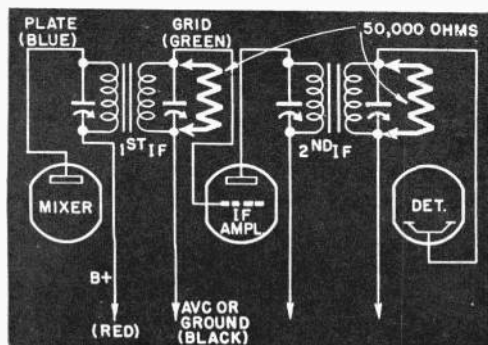 PLATE
(BLUE)
GRID
(GREEN)
50,000 OHMS
1ST IF
2ND IF
MIXER
IF
AMPL
DET.
B+
(RED)
AVC OR
GROUND
(BLACK)